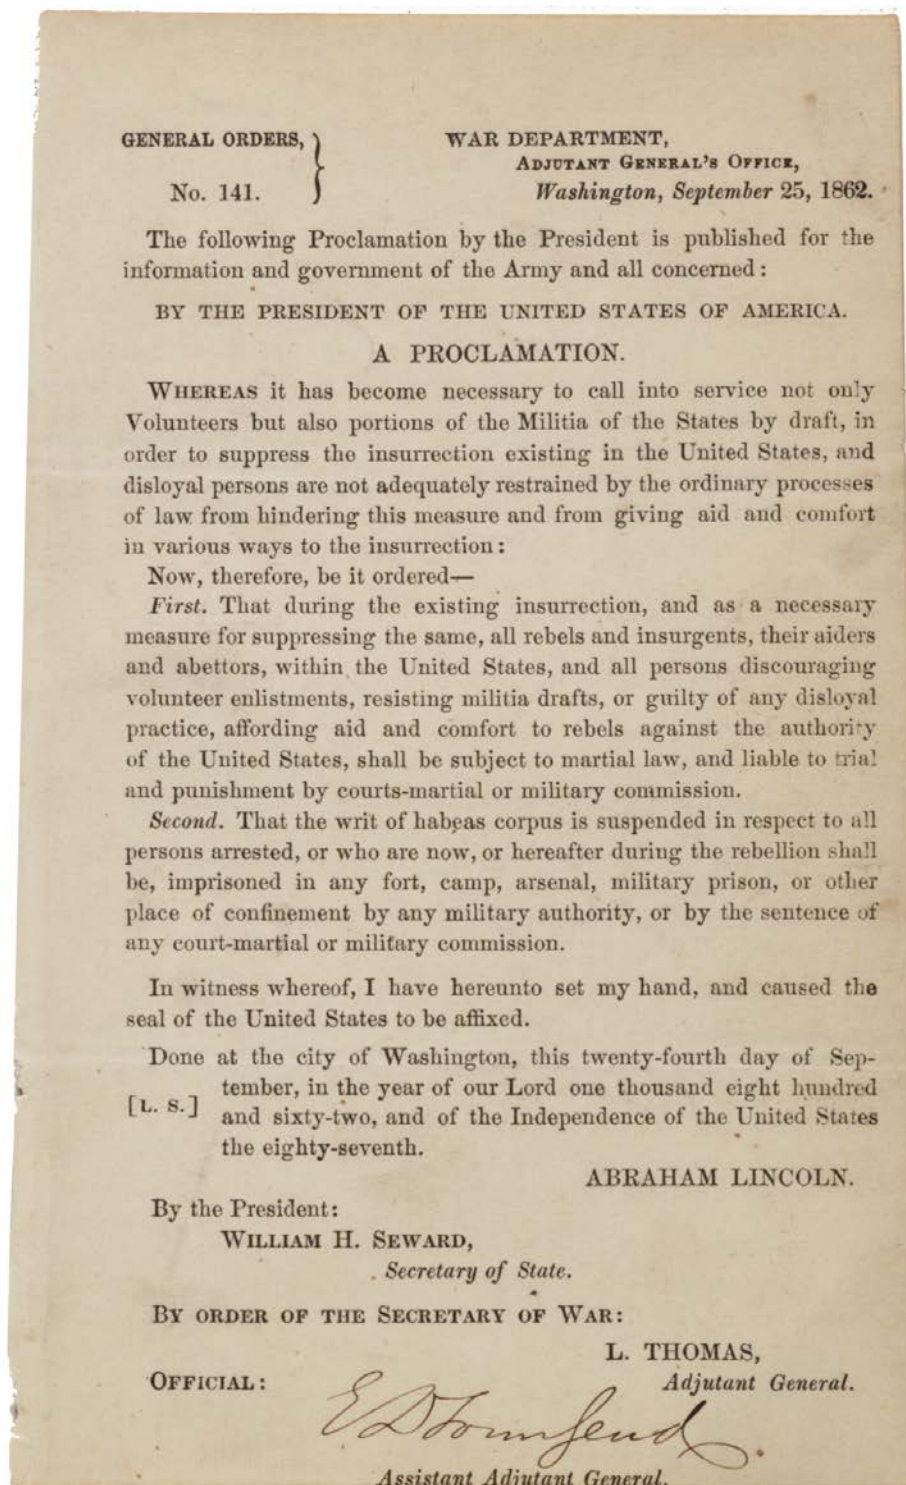 GENERAL ORDERS, } WAR DEPARTMENT,
ADJUTANT GENERAL'S OFFICE,
No. 141. Washington, September 25, 1862.
The following Proclamation by the President is published for the
information and government of the Army and all concerned:
BY THE PRESIDENT OF THE UNITED STATES OF AMERICA.
A PROCLAMATION.
WHEREAS it has become necessary to call into service not only
Volunteers but also portions of the Militia of the States by draft, in
order to suppress the insurrection existing in the United States, and
disloyal persons are not adequately restrained by the ordinary processes
of law from hindering this measure and from giving aid and comfort
in various ways to the insurrection:
Now, therefore, be it ordered—
First. That during the existing insurrection, and as a necessary
measure for suppressing the same, all rebels and insurgents, their aiders
and abettors, within the United States, and all persons discouraging
volunteer enlistments, resisting militia drafts, or guilty of any disloyal
practice, affording aid and comfort to rebels against the authority
of the United States, shall be subject to martial law, and liable to trial
and punishment by courts-martial or military commission.
Second. That the writ of habeas corpus is suspended in respect to all
persons arrested, or who are now, or hereafter during the rebellion shall
be, imprisoned in any fort, camp, arsenal, military prison, or other
place of confinement by any military authority, or by the sentence of
any court-martial or military commission.
In witness whereof, I have hereunto set my hand, and caused the
seal of the United States to be affixed.
Done at the city of Washington, this twenty-fourth day of Sep-
tember, in the year of our Lord one thousand eight hundred
[L. S.] and sixty-two, and of the Independence of the United States
the eighty-seventh.
ABRAHAM LINCOLN.
By the President:
WILLIAM H. SEWARD,
Secretary of State.
BY ORDER OF THE SECRETARY OF WAR:
L. THOMAS,
OFFICIAL: Adjutant General.
E D Townsend
Assistant Adjutant General.